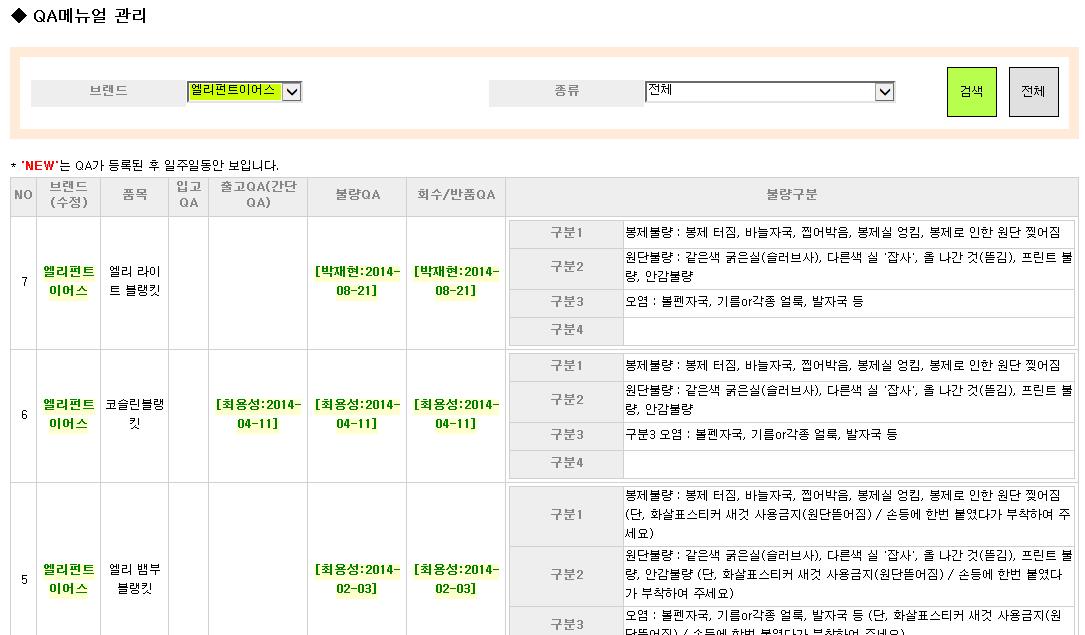 ◆ QA메뉴얼 관리
브랜드 엘리펀트이어스 종류 전체 검색 전체
* 'NEW'는 QA가 등록된 후 일주일동안 보입니다.
NO 브랜드(수정) 품목 입고QA 출고QA(간단QA) 불량QA 회수/반품QA 불량구분
7
엘리펀트
이어스
엘리 라이
트 블랭킷
[박재현:2014-
08-21]
[박재현:2014-
08-21]
구분1 봉제불량 : 봉제 터짐, 바늘자국, 찝어박음, 봉제실 엉킴, 봉제로 인한 원단 찢어짐
구분2 원단불량 : 같은색 굵은실(슬러브사), 다른색 실 '잡사', 올 나간 것(뜯김), 프린트 불
량, 안감불량
구분3 오염 : 볼펜자국, 기름or각종 얼룩, 발자국 등
구분4
6
엘리펀트
이어스
코슬린블랭
킷
[최용성:2014-
04-11]
[최용성:2014-
04-11]
[최용성:2014-
04-11]
구분1 봉제불량 : 봉제 터짐, 바늘자국, 찝어박음, 봉제실 엉킴, 봉제로 인한 원단 찢어짐
구분2 원단불량 : 같은색 굵은실(슬러브사), 다른색 실 '잡사', 올 나간 것(뜯김), 프린트 불
량, 안감불량
구분3 구분3 오염 : 볼펜자국, 기름or각종 얼룩, 발자국 등
구분4
5
엘리펀트
이어스
엘리 뱀부
블랭킷
[최용성:2014-
02-03]
[최용성:2014-
02-03]
구분1 봉제불량 : 봉제 터짐, 바늘자국, 찝어박음, 봉제실 엉킴, 봉제로 인한 원단 찢어짐
(단, 화살표스티커 새것 사용금지(원단뜯어짐) / 손등에 한번 붙였다가 부착하여 주
세요)
구분2 원단불량 : 같은색 굵은실(슬러브사), 다른색 실 '잡사', 올 나간 것(뜯김), 프린트 불
량, 안감불량 (단, 화살표스티커 새것 사용금지(원단뜯어짐) / 손등에 한번 붙였다
가 부착하여 주세요)
구분3 오염 : 볼펜자국, 기름or각종 얼룩, 발자국 등 (단, 화살표스티커 새것 사용금지(원
단뜯어짐) / 손등에 한번 붙였다가 부착하여 주세요)